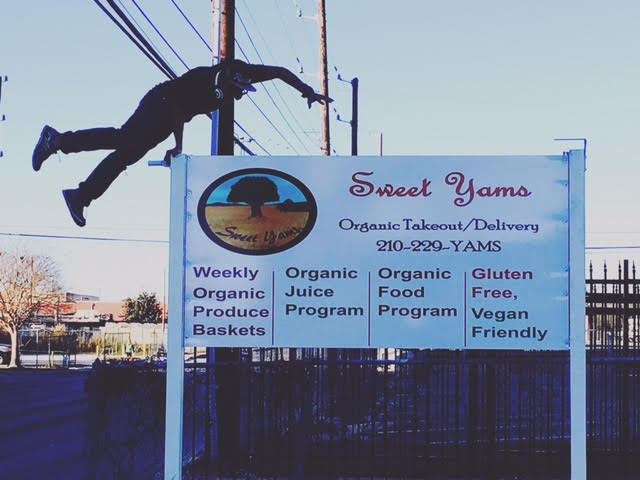 Sweet Yams
Sweet Yams
Organic Takeout/Delivery
210-229-YAMS
Weekly
Organic
Produce
Baskets
Organic
Juice
Program
Organic
Food
Program
Gluten
Free,
Vegan
Friendly